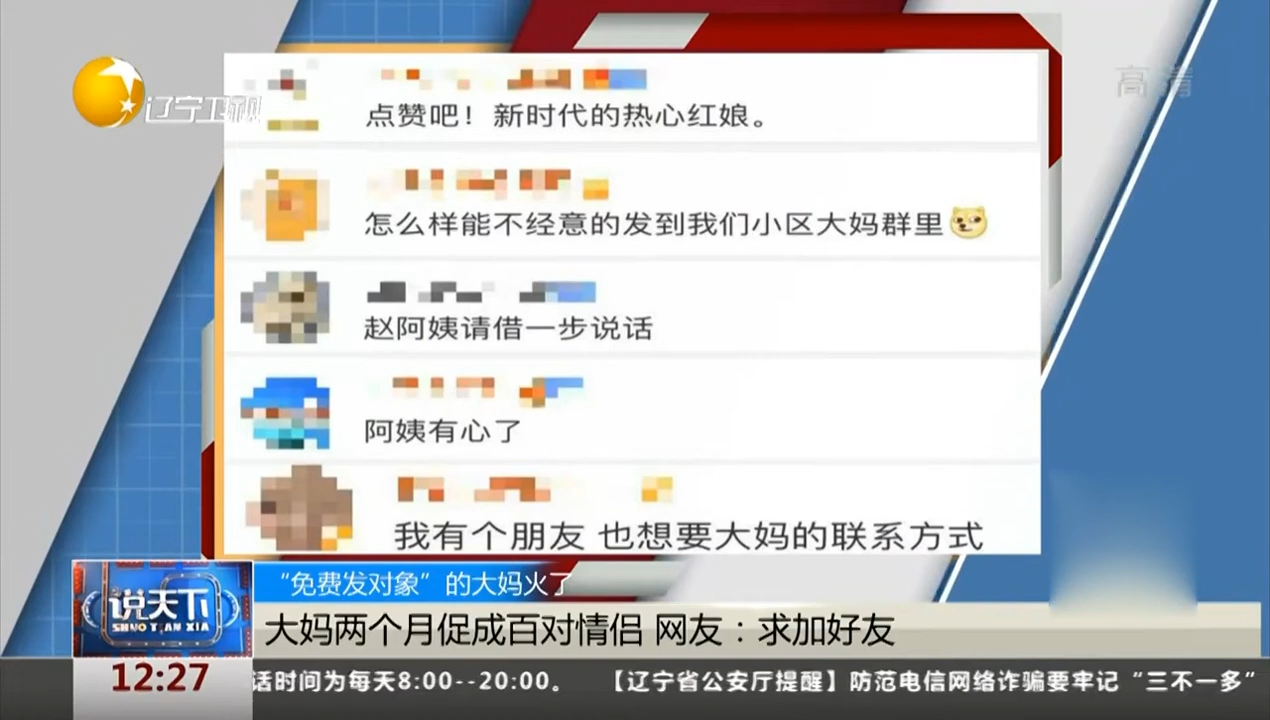 高清
辽宁卫视
点赞吧！新时代的热心红娘。
怎么样能不经意的发到我们小区大妈群里
赵阿姨请借一步说话
阿姨有心了
我有个朋友 也想要大妈的联系方式
“免费发对象”的大妈火了
说天下
SHUO TIAN XIA
大妈两个月促成百对情侣 网友：求加好友
12:27
话时间为每天8:00--20:00。 【辽宁省公安厅提醒】防范电信网络诈骗要牢记“三不一多”